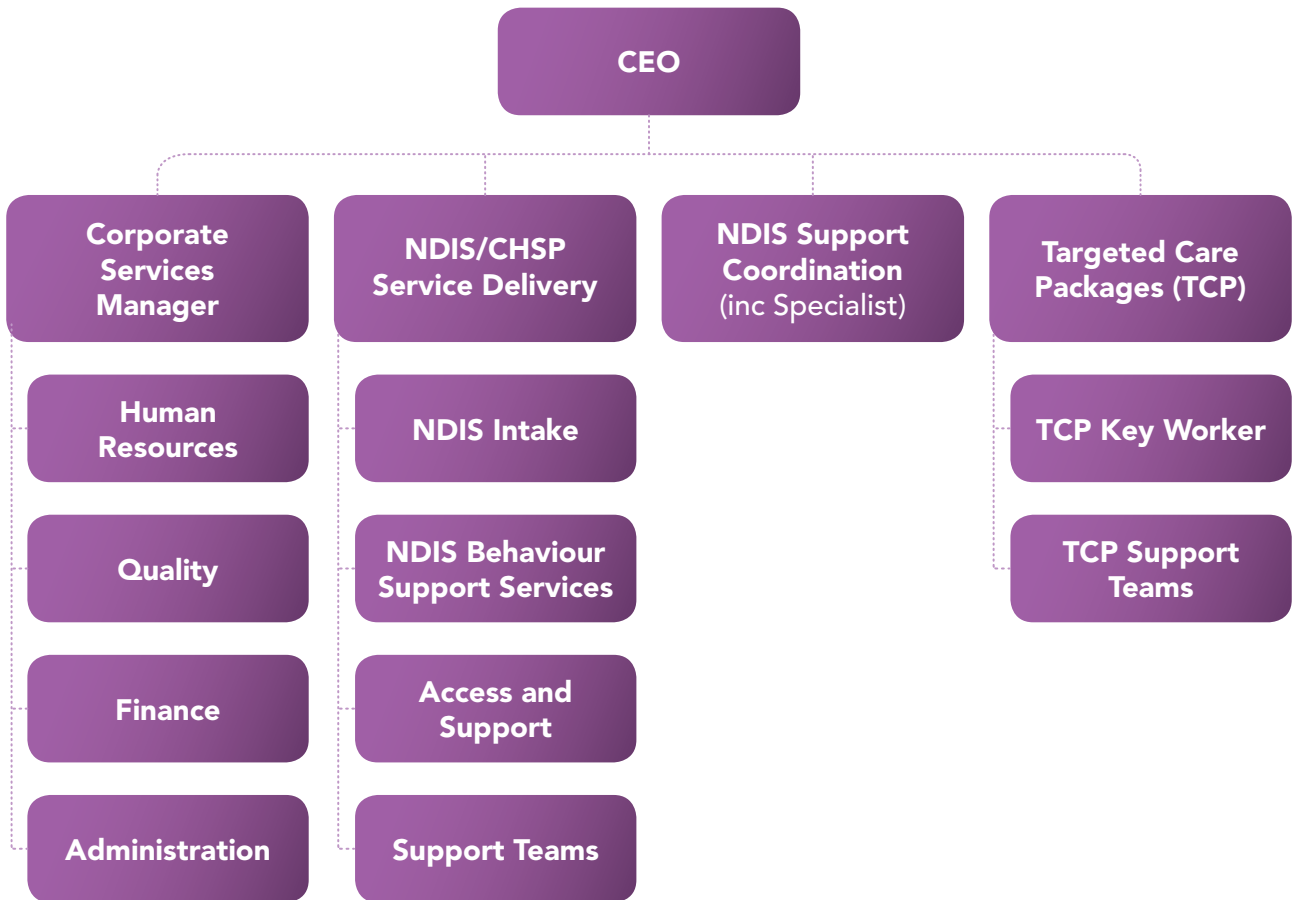 CEO
Corporate
Services
Manager
NDIS/CHSP
Service Delivery
NDIS Support
Coordination
(inc Specialist)
Targeted Care
Packages (TCP)
Human
Resources
NDIS Intake
TCP Key Worker
Quality
NDIS Behaviour
Support Services
TCP Support
Teams
Finance
Access and
Support
Administration
Support Teams